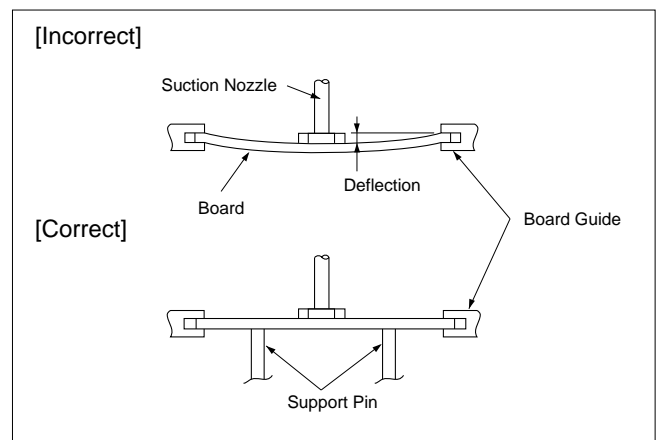 [Incorrect]
Suction Nozzle
Deflection
Board
Board Guide
[Correct]
Support Pin